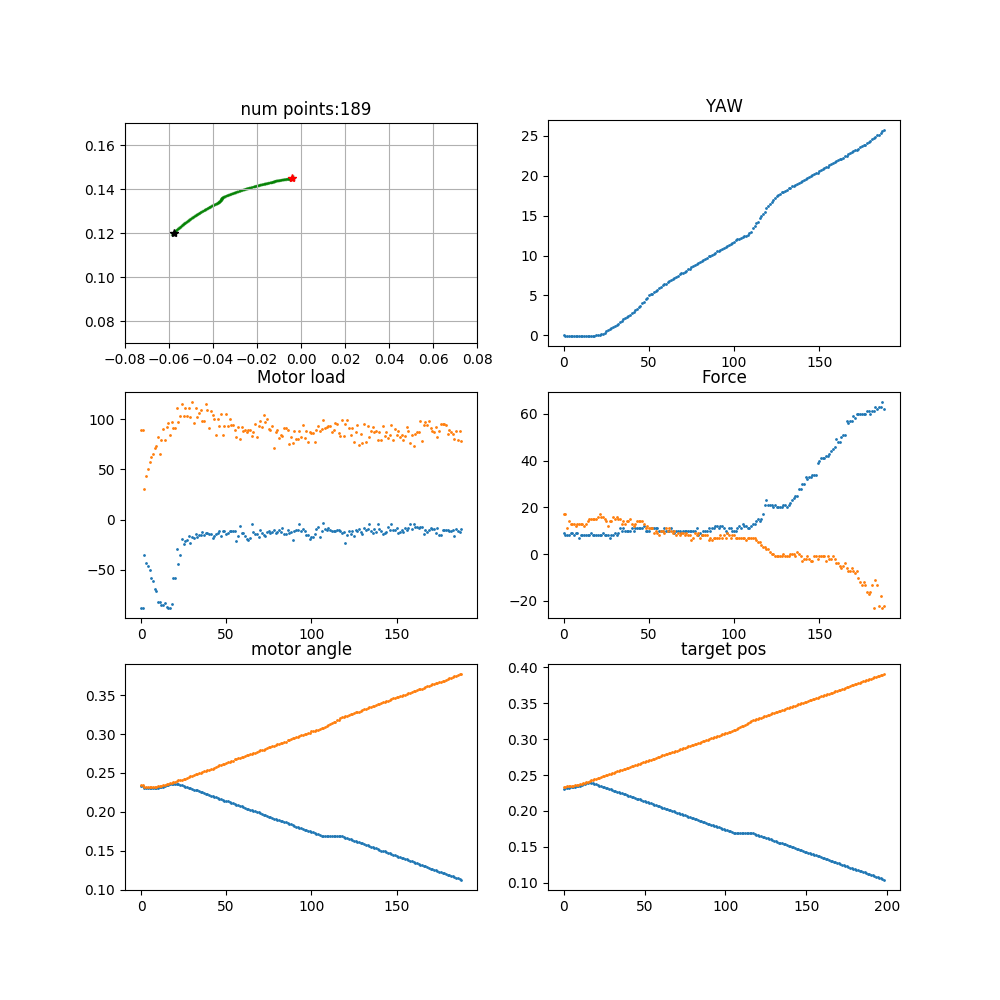 num points:189
0.16
0.14
0.12
0.10
0.08
−0.08 −0.06 −0.04 −0.02 0.00 0.02 0.04 0.06 0.08
YAW
25
20
15
10
5
0
0 50 100 150
Motor load
100
50
0
−50
0 50 100 150
Force
60
40
20
0
−20
0 50 100 150
motor angle
0.35
0.30
0.25
0.20
0.15
0.10
0 50 100 150
target pos
0.40
0.35
0.30
0.25
0.20
0.15
0.10
0 50 100 150 200